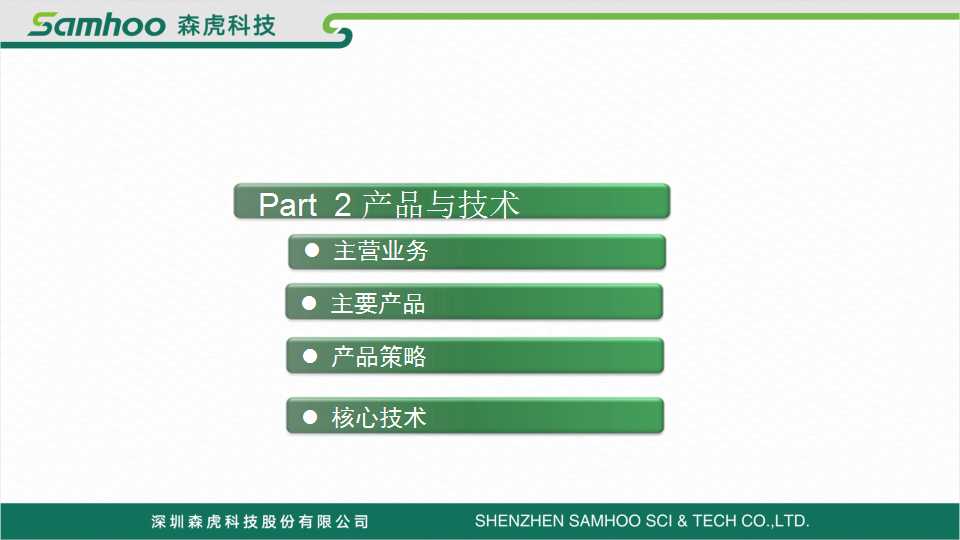 Samhoo 森虎科技
Part 2 产品与技术
● 主营业务
● 主要产品
● 产品策略
● 核心技术
深圳森虎科技股份有限公司 SHENZHEN SAMHOO SCI & TECH CO.,LTD.